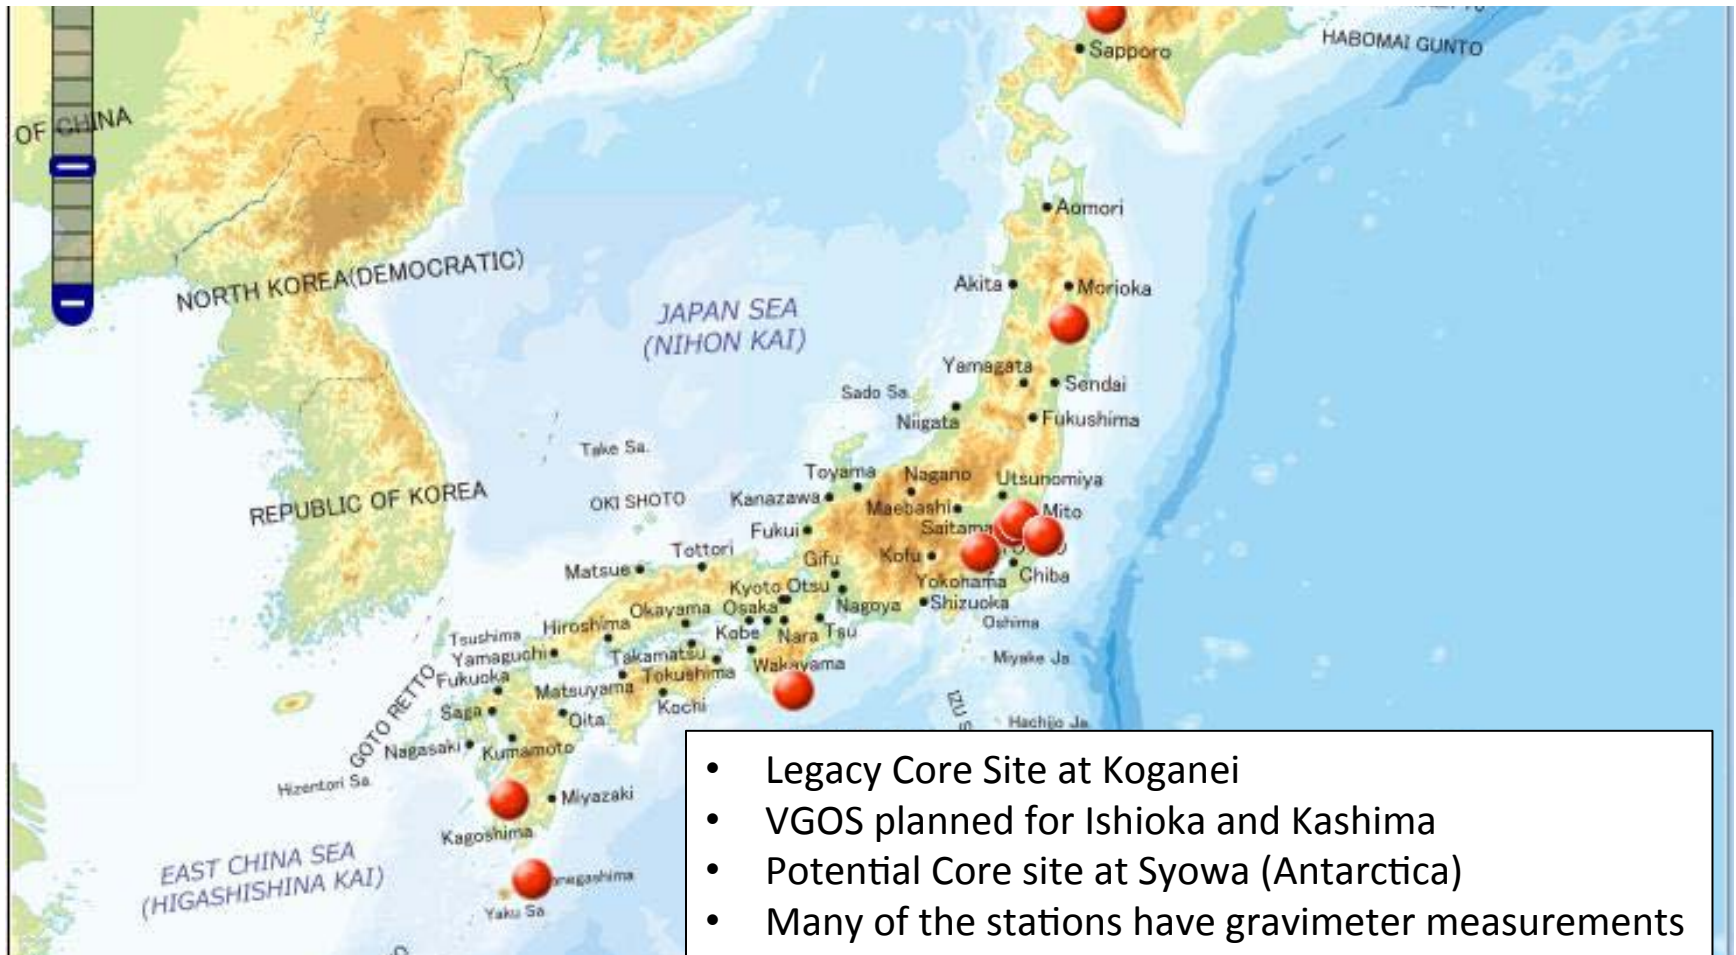 HABOMAI GUNTO
Sapporo
OF CHINA
Aomori
NORTH KOREA(DEMOCRATIC)
Akita
Morioka
JAPAN SEA
(NIHON KAI)
Yamagata
Sendai
Sado Sa.
Niigata
Fukushima
Take Sa.
Toyama
Nagano
Utsunomiya
REPUBLIC OF KOREA
OKI SHOTO
Kanazawa
Maebashi
Mito
Saitama
Fukui
Tottori
Gifu
Kofu
Matsue
Chiba
Kyoto Otsu
Yokohama
Okayama
Osaka
Nagoya
Shizuoka
Hiroshima
Kobe
Nara
Tsu
Oshima
Tsushima
Yamaguchi
Takamatsu
Wakayama
Miyake Ja.
Fukuoka
Matsuyama
Tokushima
GOTO RETTO
Saga
Oita
Kochi
IZU S
Hachijo Ja.
Nagasaki
Kumamoto
Hizentori Sa.
Miyazaki
Kagoshima
EAST CHINA SEA
(HIGASHISHINA KAI)
Yaku Sa.
• Legacy Core Site at Koganei
• VGOS planned for Ishioka and Kashima
• Potential Core site at Syowa (Antarctica)
• Many of the stations have gravimeter measurements